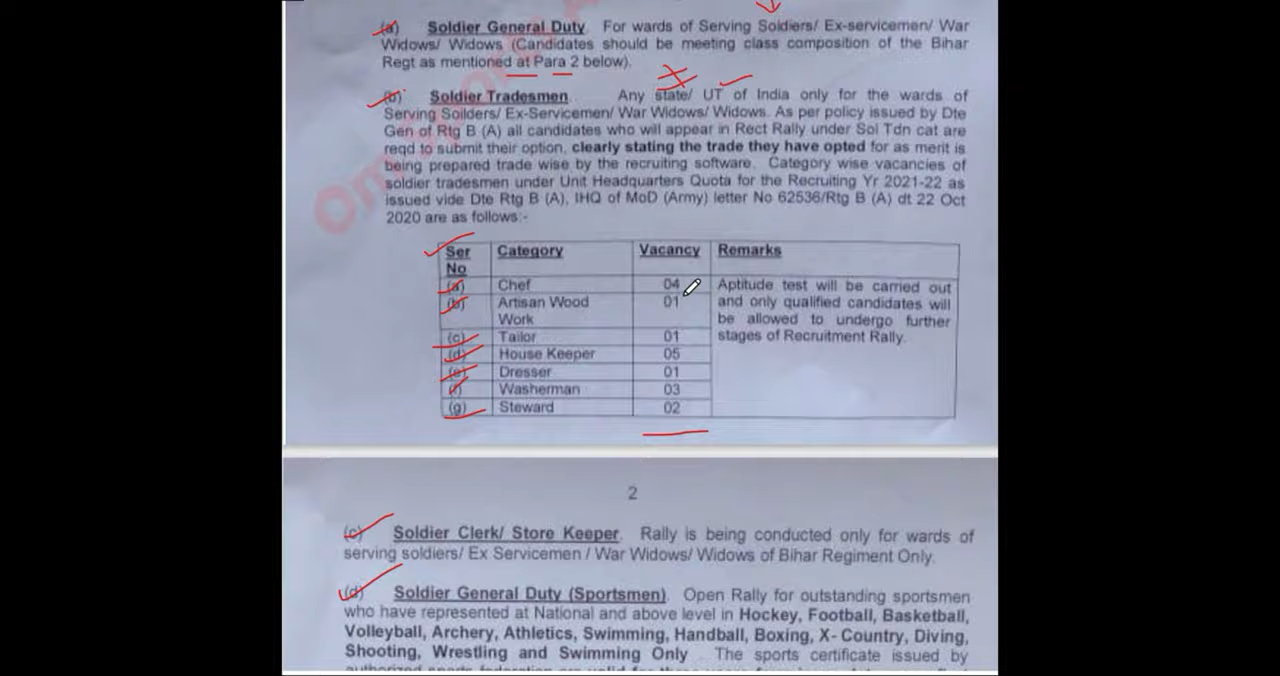 (a) Soldier General Duty For wards of Serving Soldiers/ Ex-servicemen/ War
Widows/ Widows (Candidates should be meeting class composition of the Bihar
Regt as mentioned at Para 2 below).
(b) Soldier Tradesmen. Any state/ UT of India only for the wards of
Serving Soilders/ Ex-Servicemen/ War Widows/ Widows. As per policy issued by Dte
Gen of Rtg B (A) all candidates who will appear in Rect Rally under Sol Tdn cat are
reqd to submit their option, clearly stating the trade they have opted for as merit is
being prepared trade wise by the recruiting software. Category wise vacancies of
soldier tradesmen under Unit Headquarters Quota for the Recruiting Yr 2021-22 as
issued vide Dte Rtg B (A), IHQ of MoD (Army) letter No 62536/Rtg B (A) dt 22 Oct
2020 are as follows:-
Ser No Category Vacancy Remarks
(a) Chef 04 Aptitude test will be carried out
(b) Artisan Wood 01 and only qualified candidates will
Work be allowed to undergo further
(c) Tailor 01 stages of Recruitment Rally.
(d) House Keeper 05
(e) Dresser 01
(f) Washerman 03
(g) Steward 02
2
(c) Soldier Clerk/ Store Keeper. Rally is being conducted only for wards of
serving soldiers/ Ex Servicemen / War Widows/ Widows of Bihar Regiment Only.
(d) Soldier General Duty (Sportsmen). Open Rally for outstanding sportsmen
who have represented at National and above level in Hockey, Football, Basketball,
Volleyball, Archery, Athletics, Swimming, Handball, Boxing, X- Country, Diving,
Shooting, Wrestling and Swimming Only . The sports certificate issued by